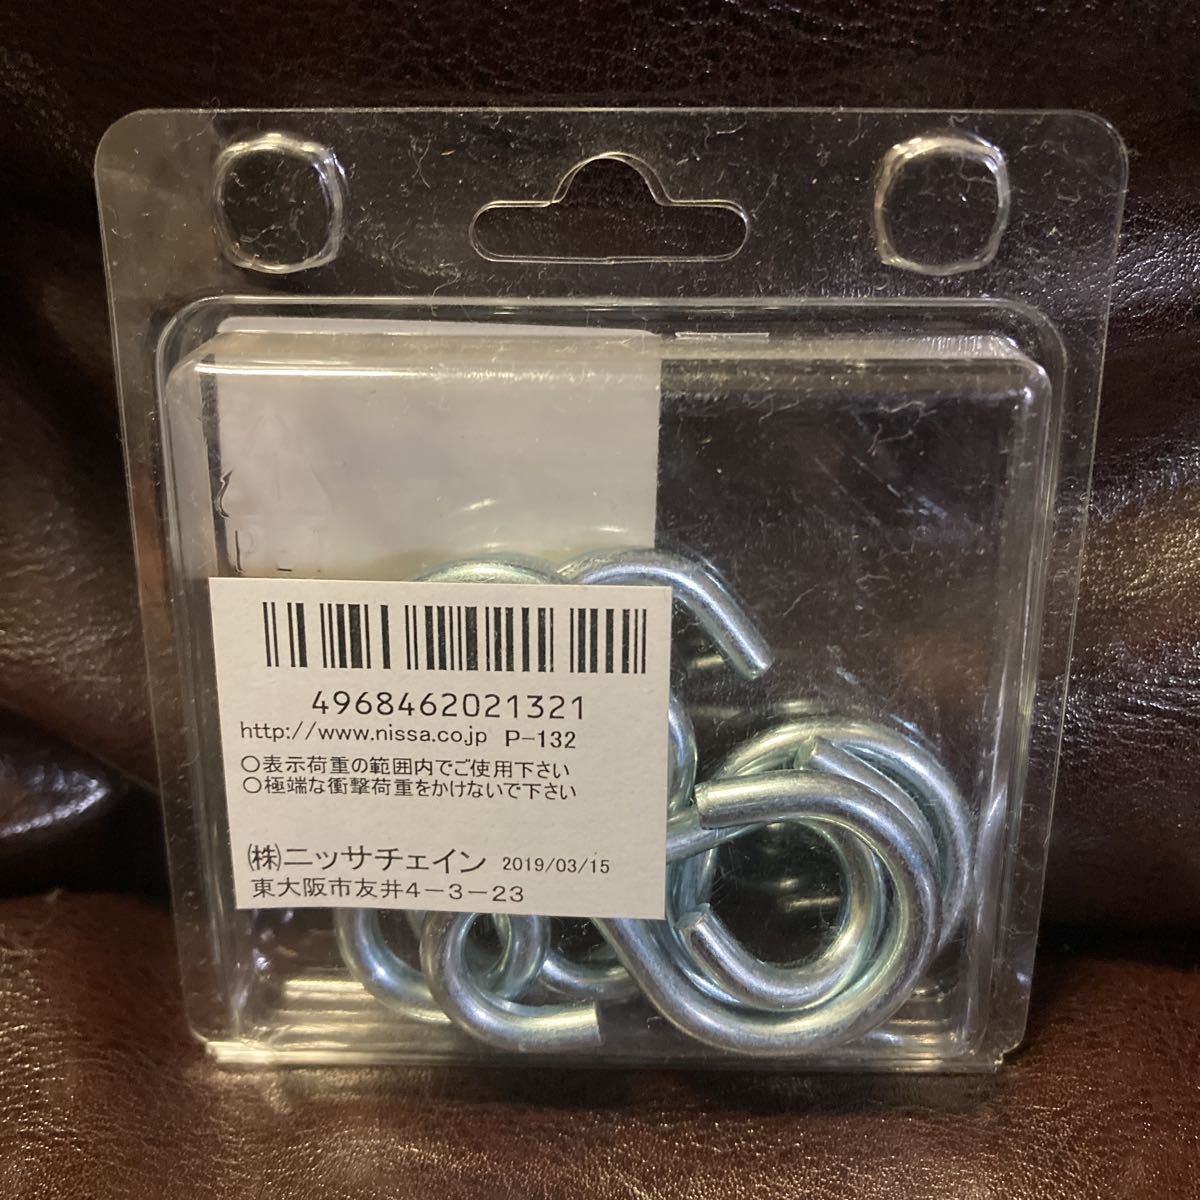 4968462021321
http://www.nissa.co.jp P-132
○表示荷重の範囲内でご使用下さい
○極端な衝撃荷重をかけないで下さい
㈱ニッサチェイン 2019/03/15
東大阪市友井4-3-23